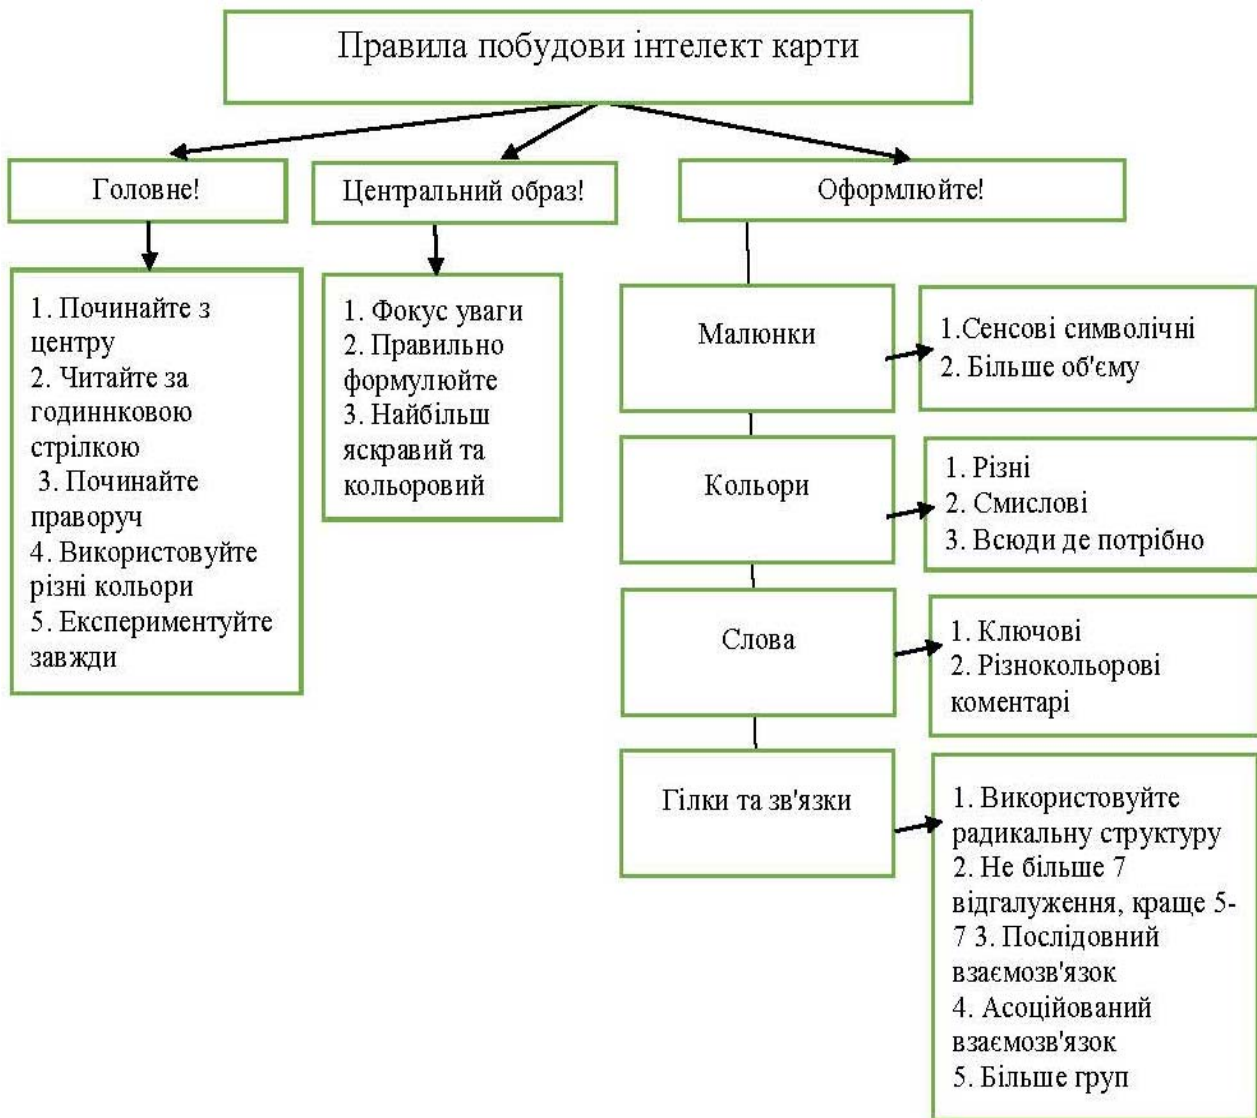 Правила побудови інтелект карти
Головне!
Центральний образ!
Оформлюйте!
1. Починайте з
центру
2. Читайте за
годиннковою
стрілкою
3. Починайте
праворуч
4. Використовуйте
різні кольори
5. Експериментуйте
завжди
1. Фокус уваги
2. Правильно
формулюйте
3. Найбільш
яскравий та
кольоровий
Малюнки
1.Сенсові символічні
2. Більше об'єму
Кольори
1. Різні
2. Смислові
3. Всюди де потрібно
Слова
1. Ключові
2. Різнокольорові
коментарі
Гілки та зв'язки
1. Використовуйте
радикальну структуру
2. Не більше 7
відгалуження, краще 5-
7 3. Послідовний
взаємозв'язок
4. Асоційований
взаємозв'язок
5. Більше груп